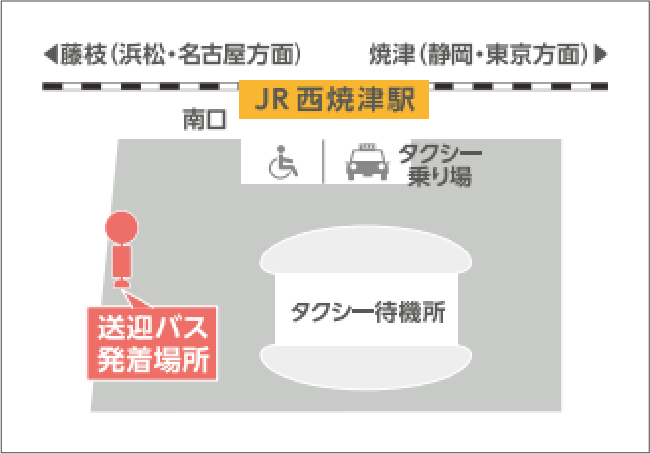 ◀藤枝（浜松・名古屋方面）
焼津（静岡・東京方面）▶
JR 西焼津駅
南口
タクシー
乗り場
タクシー待機所
送迎バス
発着場所